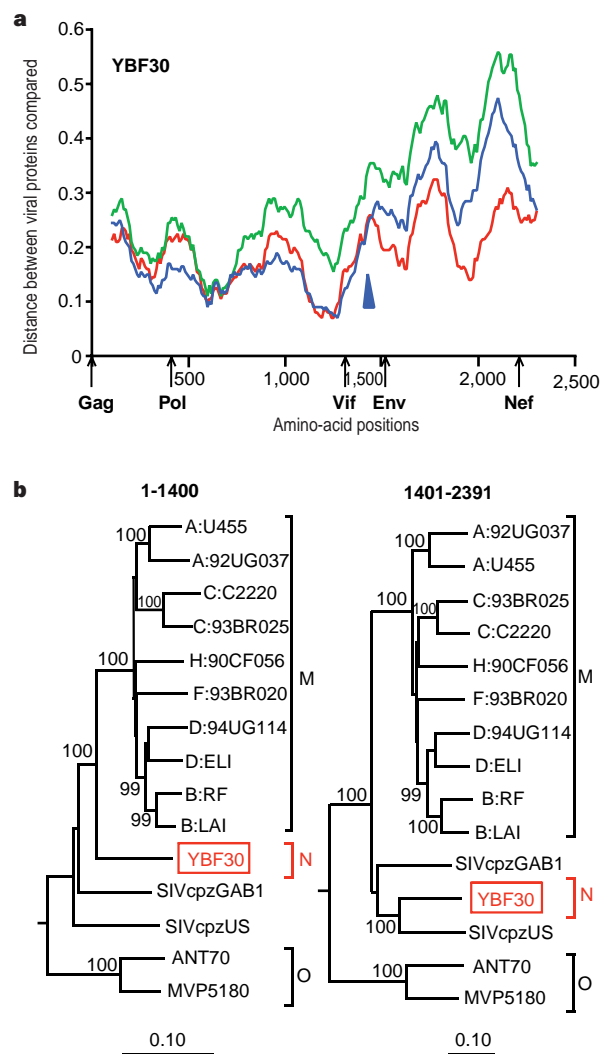 a
YBF30
Distance between viral proteins compared
0.6
0.5
0.4
0.3
0.2
0.1
0
500
1,000
1,500
2,000
2,500
Gag
Pol
Vif
Env
Nef
Amino-acid positions
b
1-1400
100
A:U455
A:92UG037
100
C:C2220
C:93BR025
100
H:90CF056
F:93BR020
M
D:94UG114
D:ELI
99
B:RF
99
B:LAI
100
YBF30
N
SIVcpzGAB1
SIVcpzUS
100
ANT70
MVP5180
O
0.10
1401-2391
100
A:92UG037
A:U455
100
100
C:93BR025
C:C2220
H:90CF056
F:93BR020
M
D:94UG114
D:ELI
99
B:RF
100
B:LAI
100
SIVcpzGAB1
YBF30
N
100
SIVcpzUS
100
ANT70
MVP5180
O
0.10